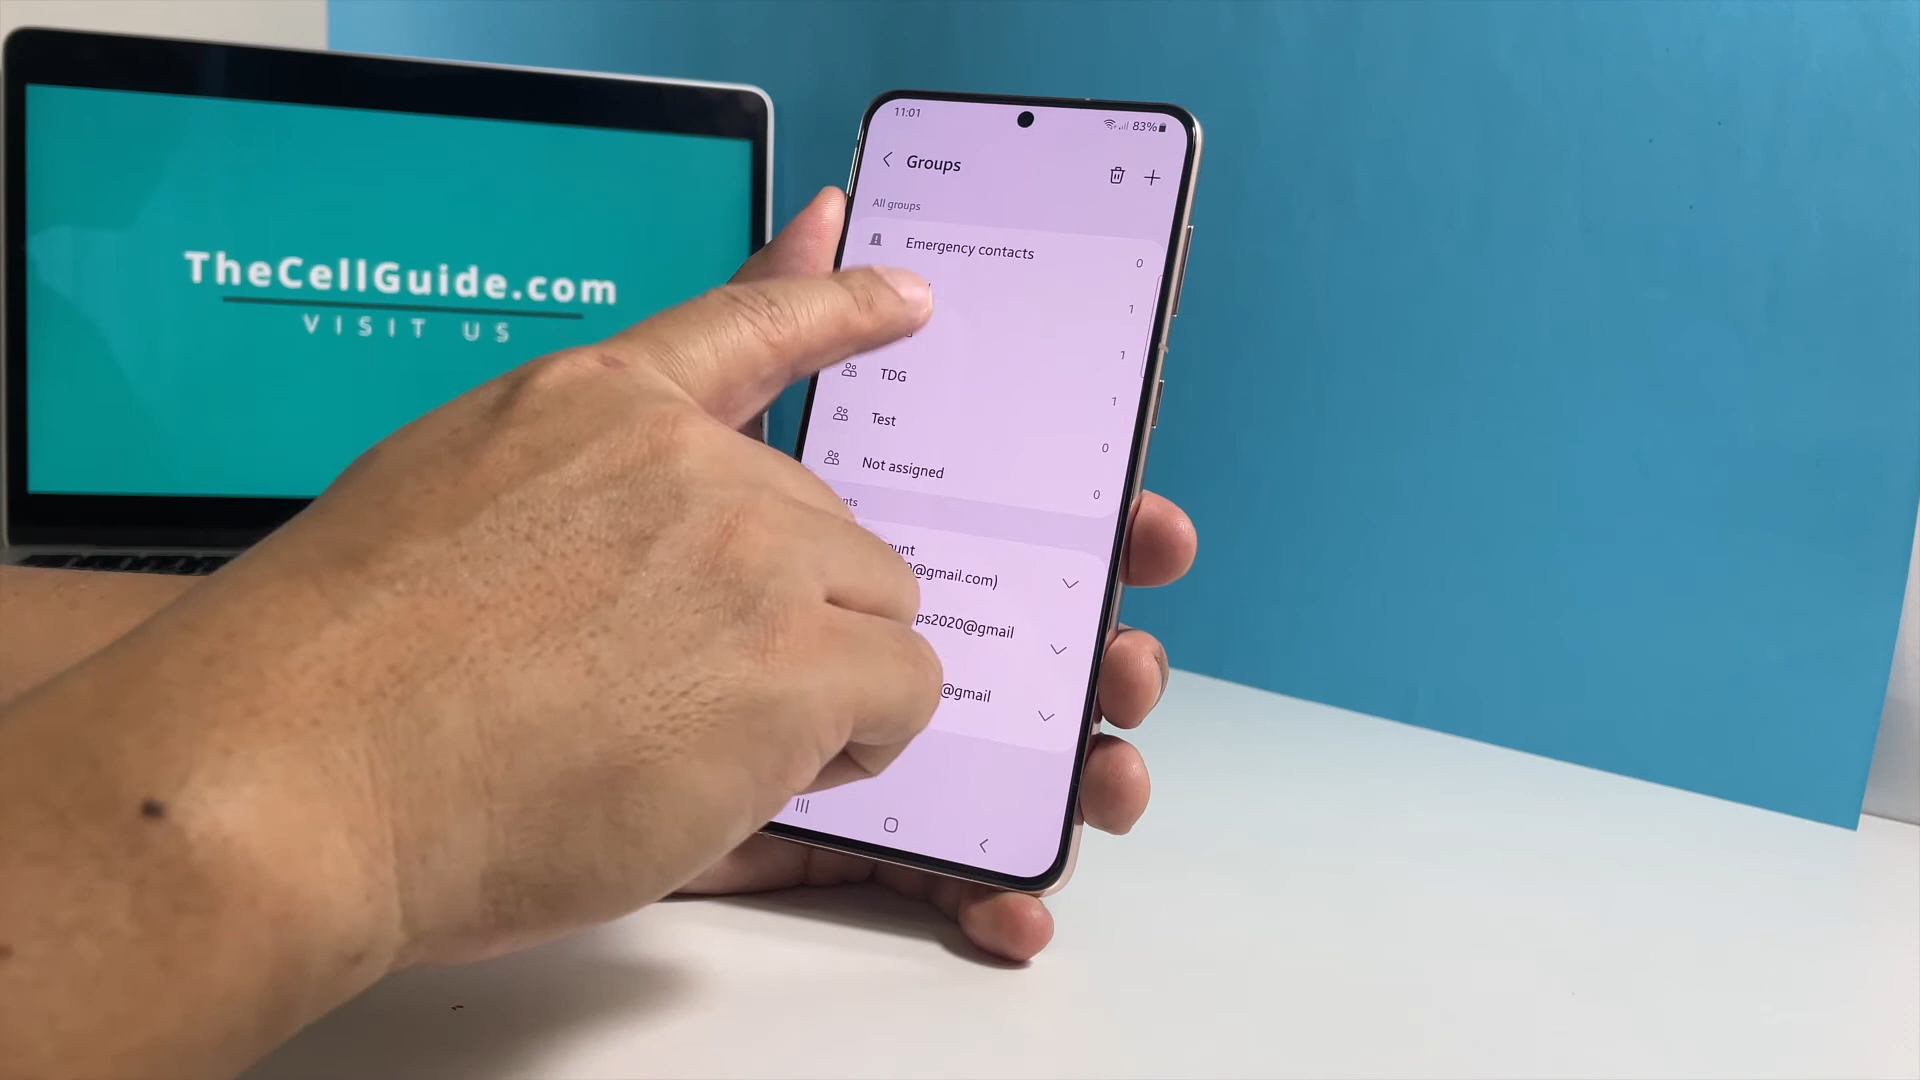 TheCellGuide.com
VISIT US
11:01
83%
Groups
All groups
Emergency contacts
0
1
1
TDG
1
Test
0
Not assigned
0
@gmail.com)
ps2020@gmail
@gmail